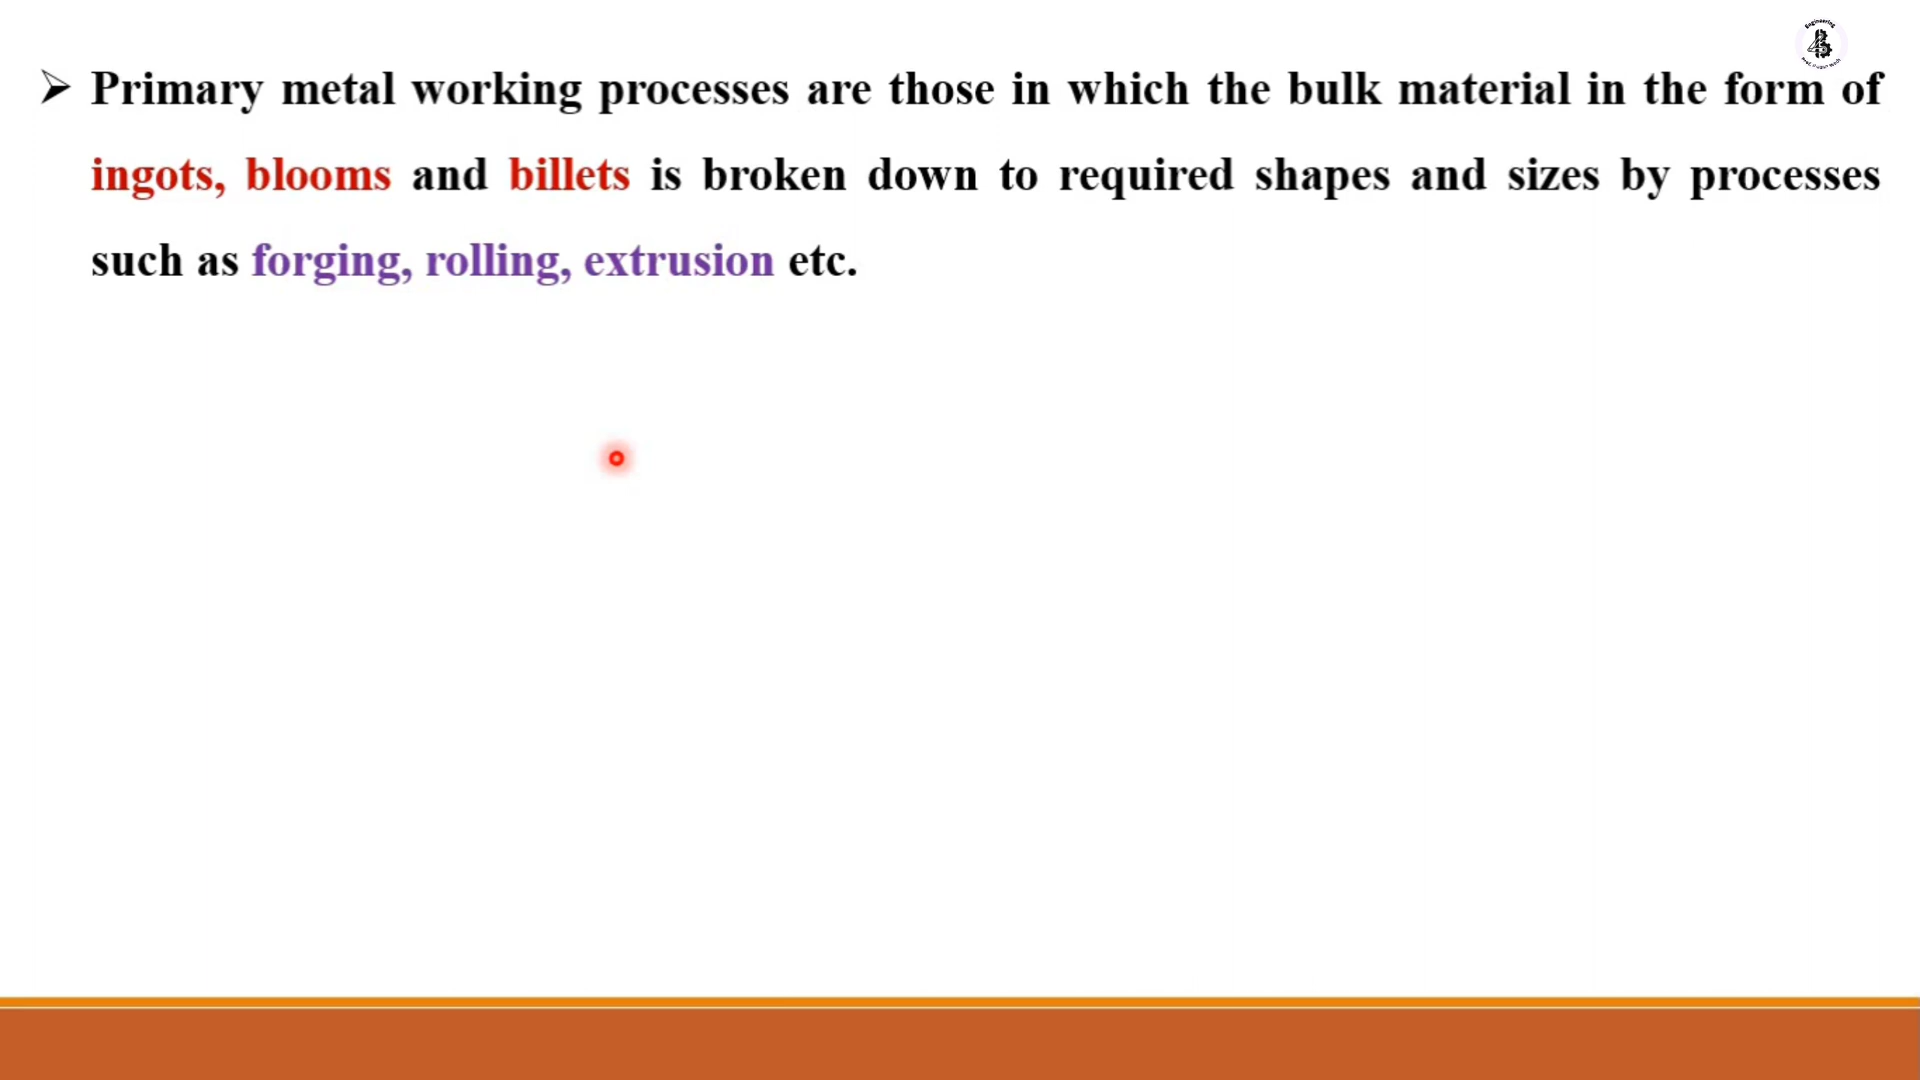 ➢ Primary metal working processes are those in which the bulk material in the form of
ingots, blooms and billets is broken down to required shapes and sizes by processes
such as forging, rolling, extrusion etc.
Engineering